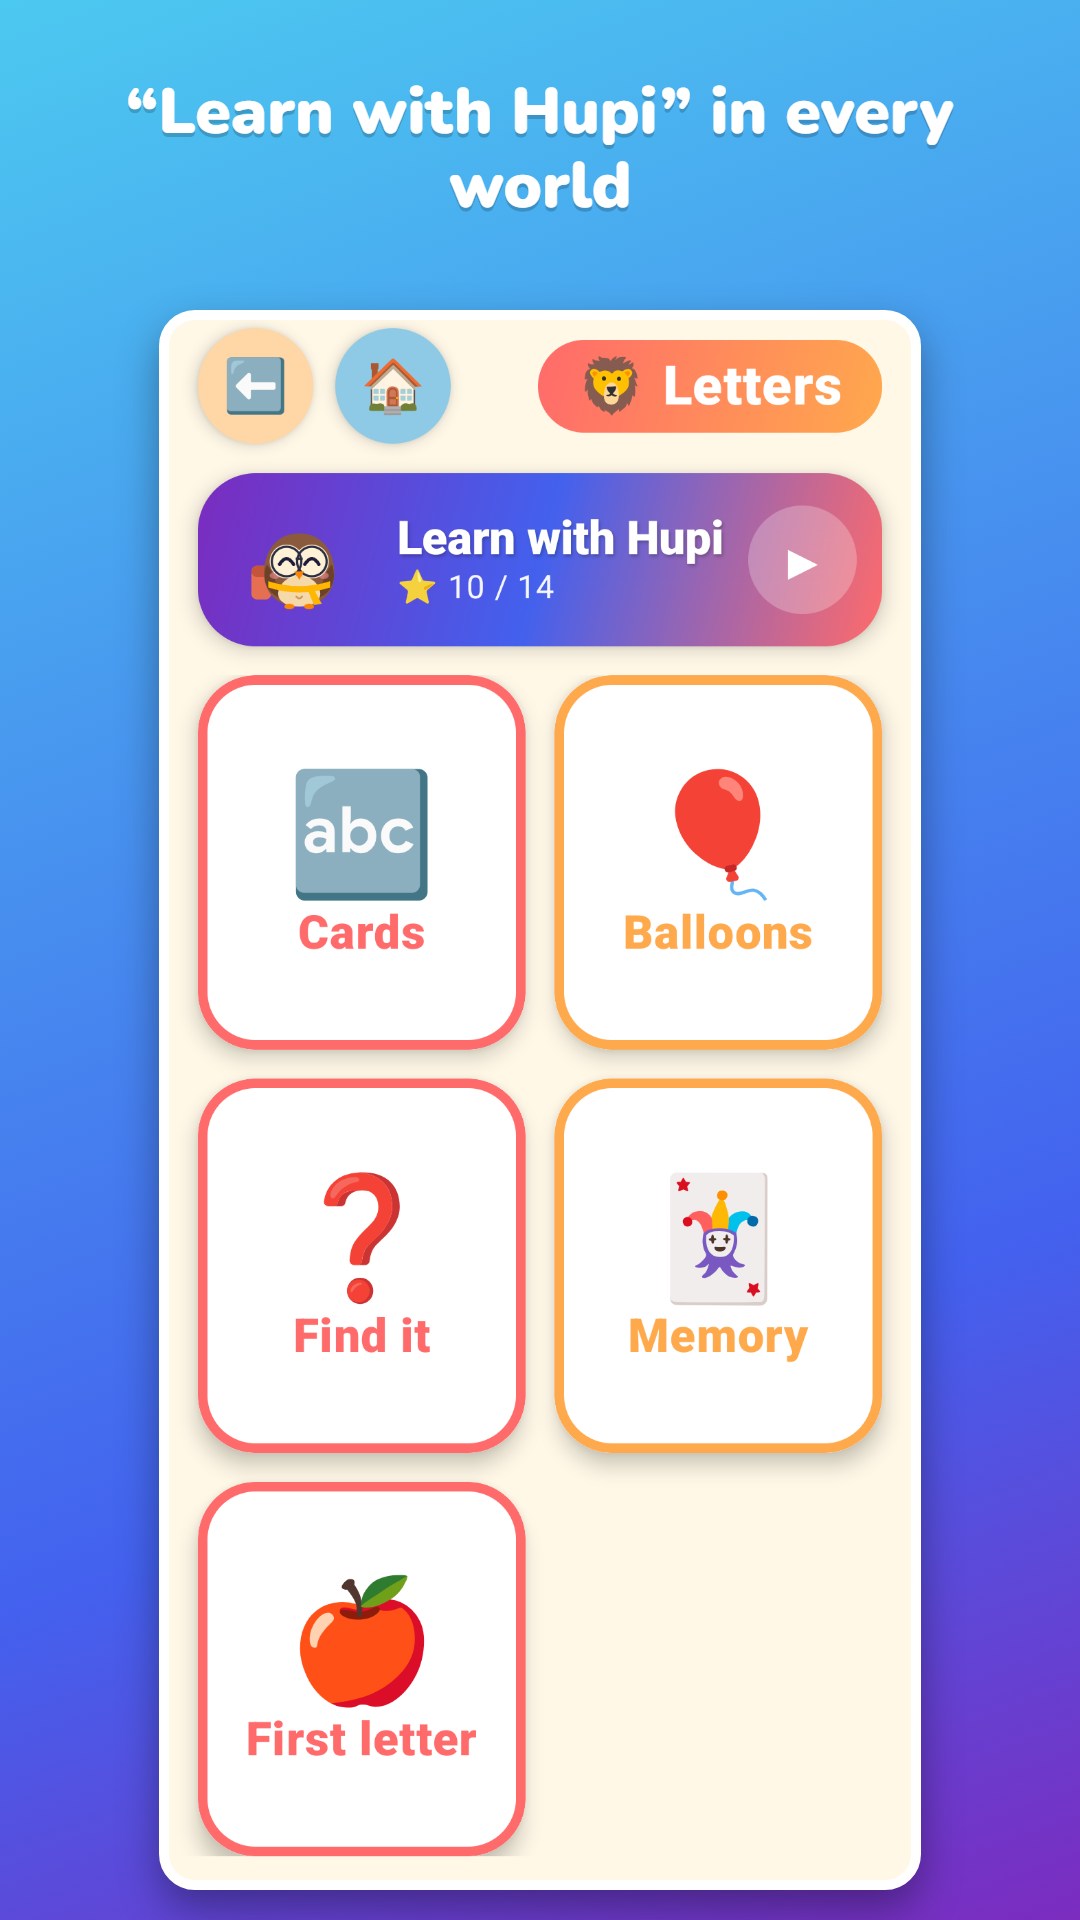 “Learn with Hupi” in every
world
Letters
Learn with Hupi
10 / 14
abc
Cards
Balloons
Find it
Memory
First letter